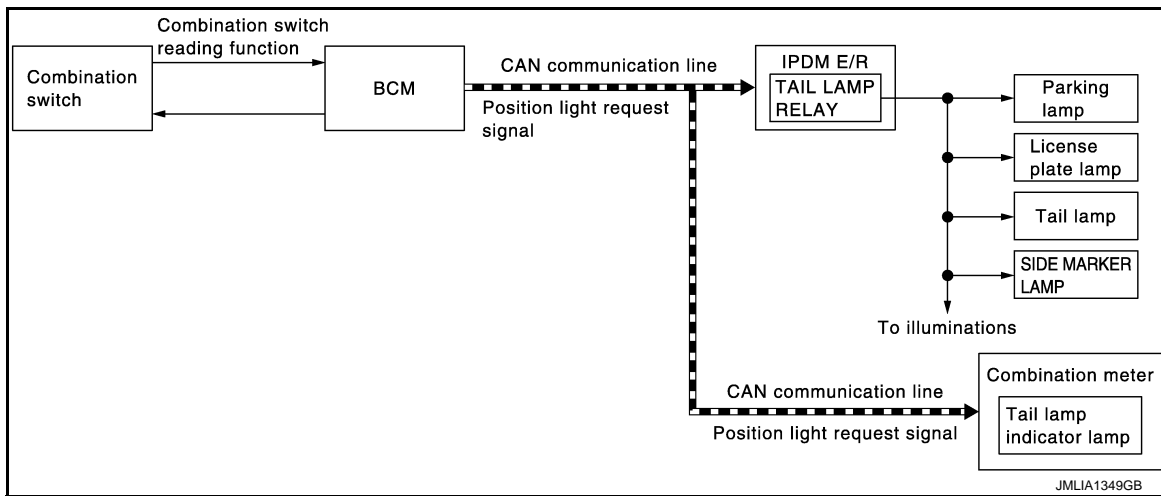 Combination switch
reading function
Combination
switch
BCM
CAN communication line
Position light request
signal
IPDM E/R
TAIL LAMP
RELAY
Parking
lamp
License
plate lamp
Tail lamp
SIDE MARKER
LAMP
To illuminations
CAN communication line
Position light request signal
Combination meter
Tail lamp
indicator lamp
JMLIA1349GB